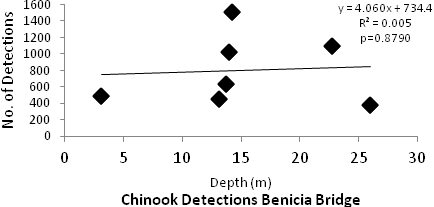 y = 4.060x + 734.4
R² = 0.005
p=0.8790
No. of Detections
1600
1400
1200
1000
800
600
400
200
0
0 5 10 15 20 25 30
Depth (m)
Chinook Detections Benicia Bridge